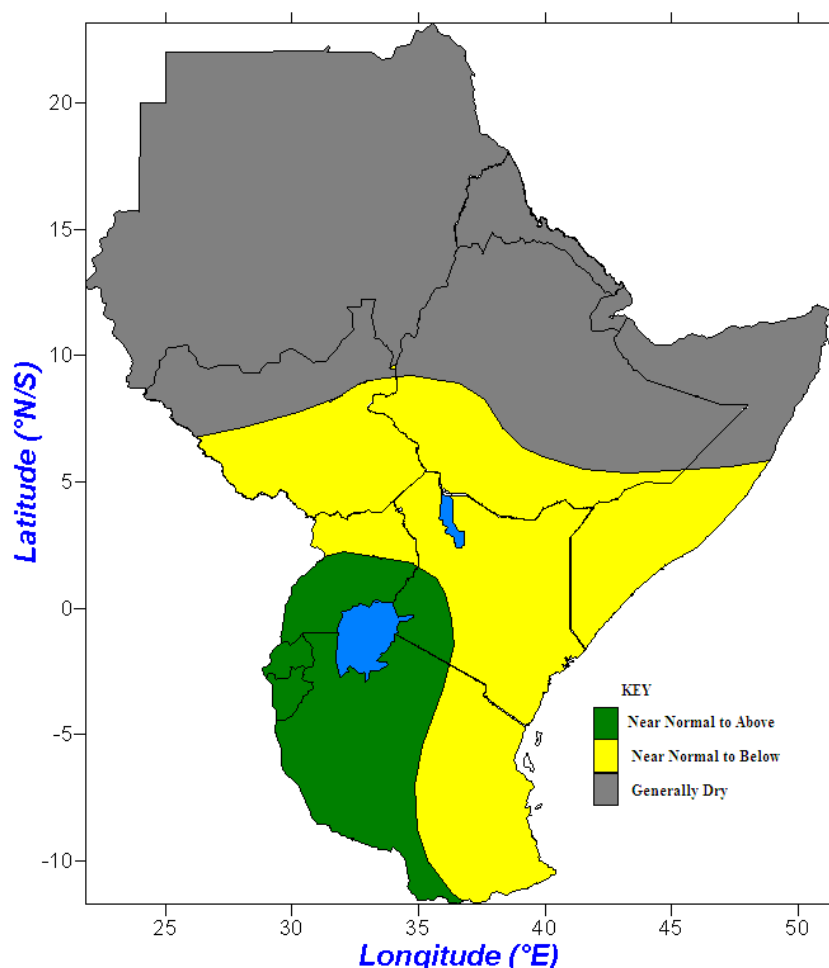 20
15
10
5
0
-5
-10
Latitude (°N/S)
KEY
Near Normal to Above
Near Normal to Below
Generally Dry
25 30 35 40 45 50
Longitude (°E)